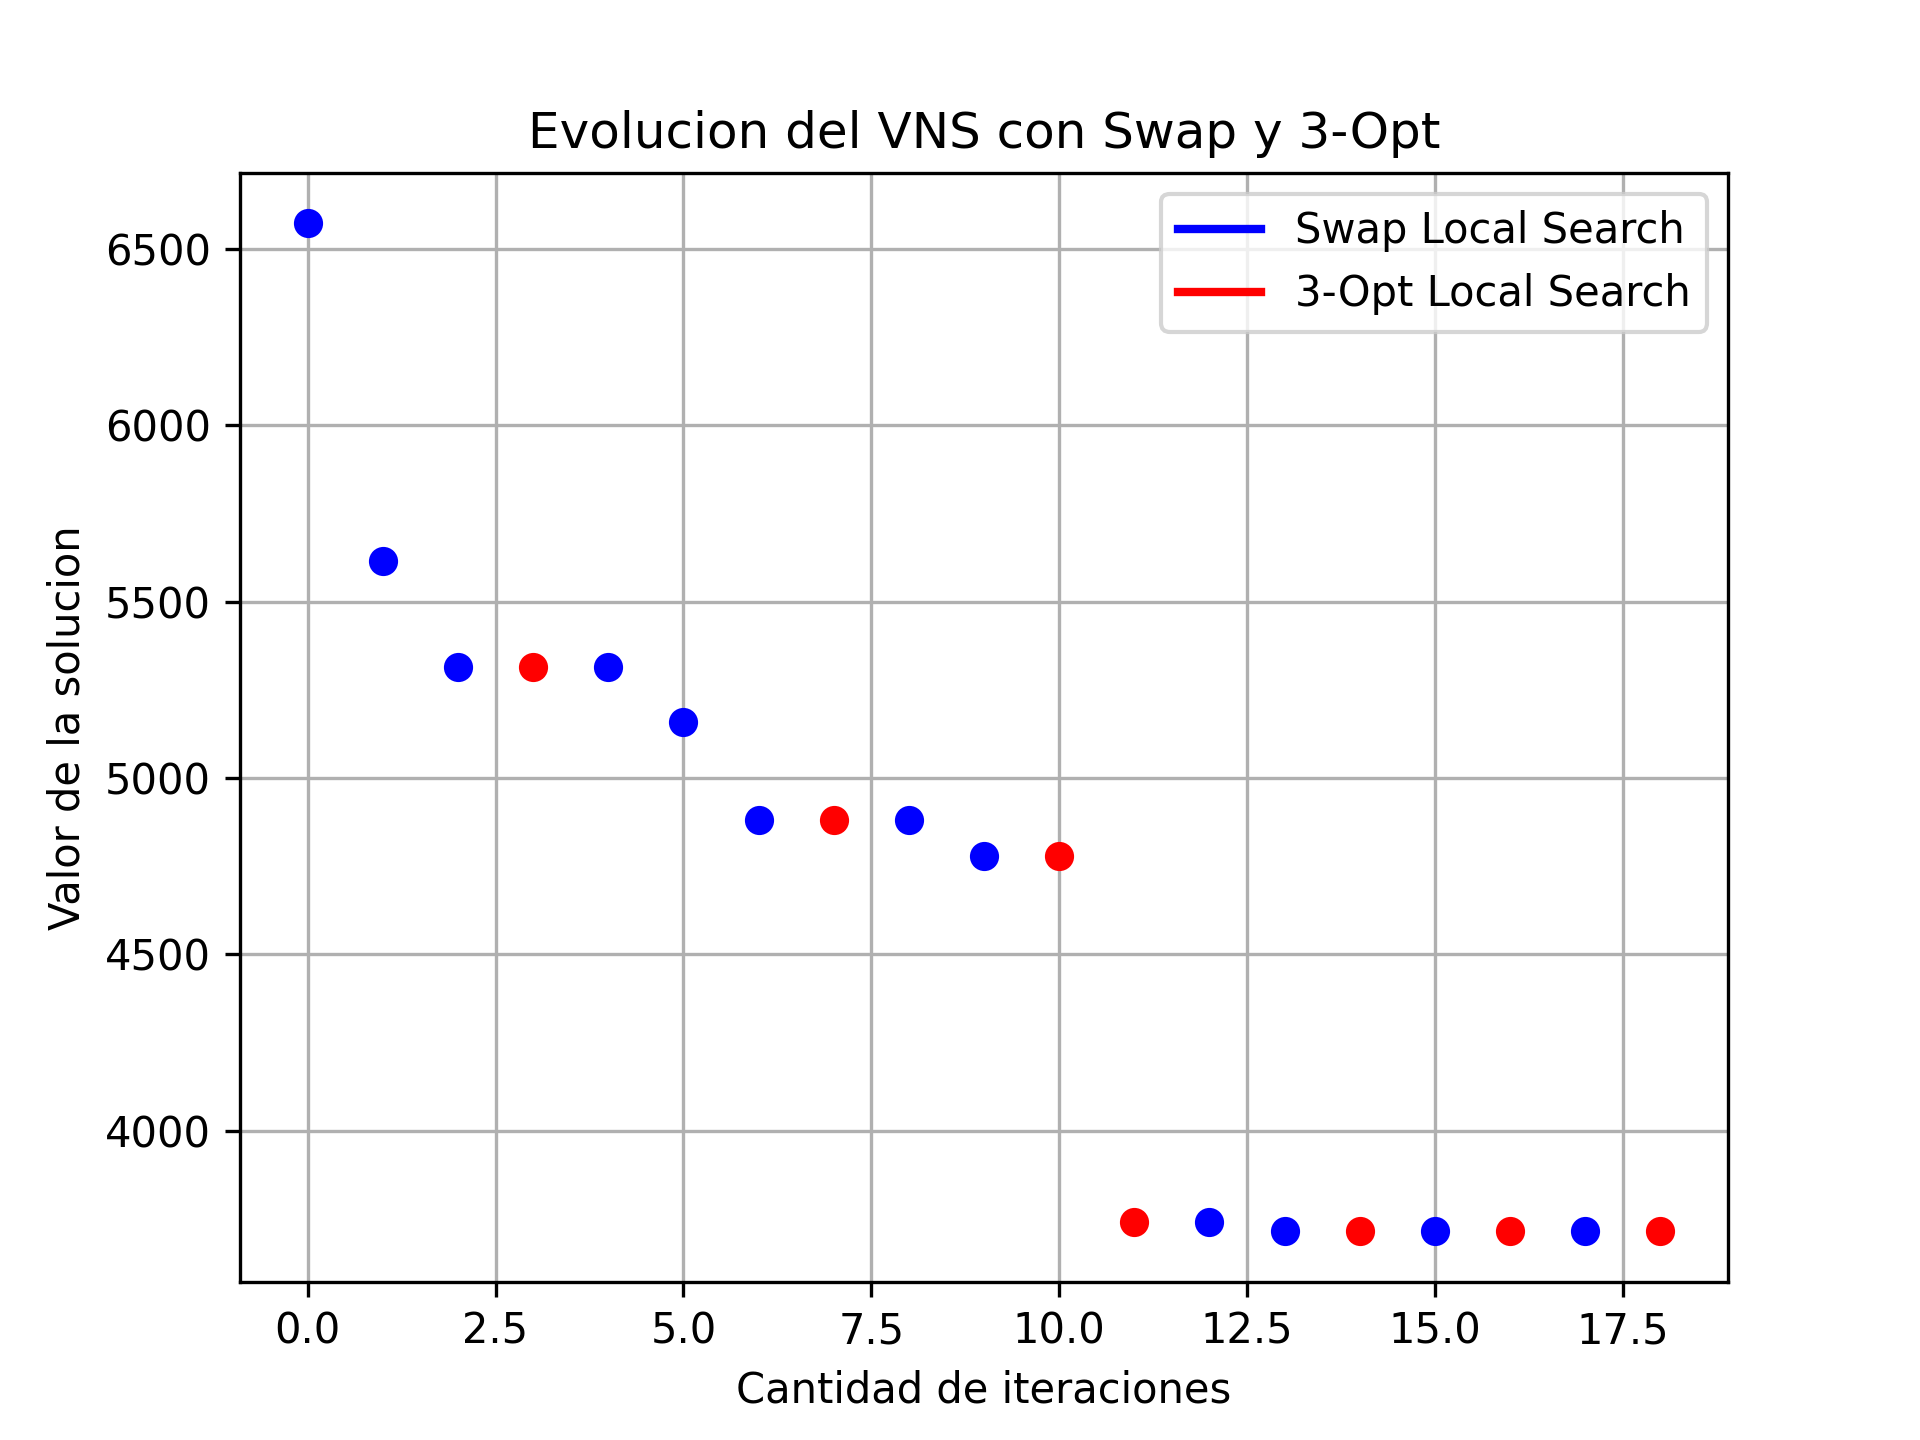 Evolucion del VNS con Swap y 3-Opt
Swap Local Search
3-Opt Local Search
Valor de la solucion
6500
6000
5500
5000
4500
4000
0.0 2.5 5.0 7.5 10.0 12.5 15.0 17.5
Cantidad de iteraciones